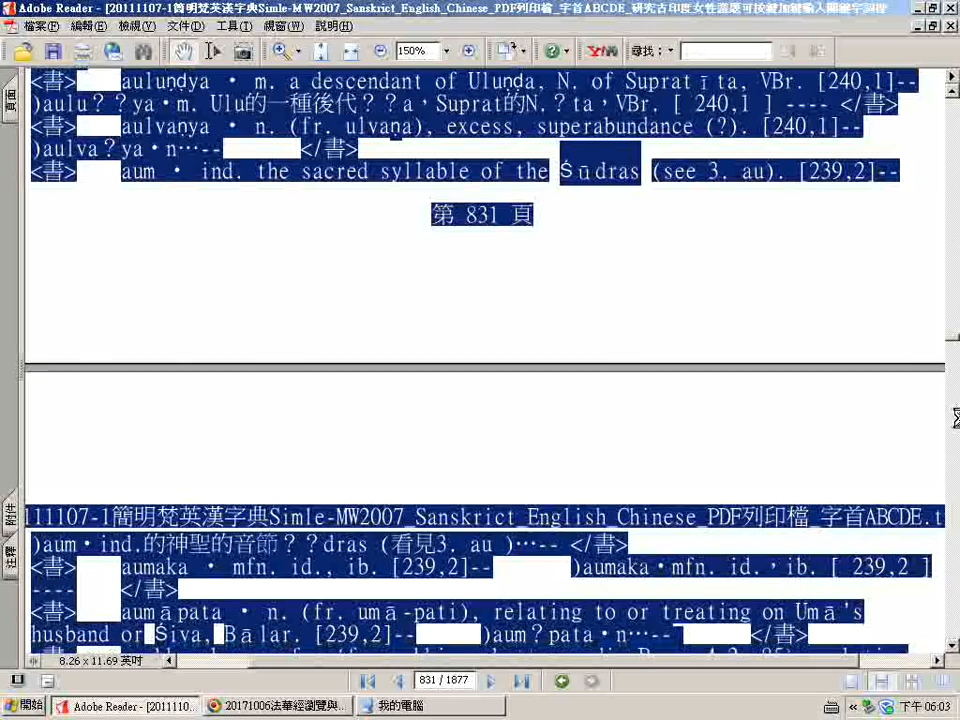 Adobe Reader - [20111107-1簡明梵英漢字典Simle-MW2007_Sanskrict_English_Chinese_PDF列印檔_字首ABCDE_研究古印度女性議題可按鍵加鍵輸入關鍵字詞搜
檔案(F) 編輯(E) 檢視(V) 文件(D) 工具(T) 視窗(W) 說明(H)
150% 尋找：
頁面
<書> auluṇḍya ‧ m. a descendant of Uluṇḍa, N. of Supratīta, VBr. [240,1]--
)aulu？？ya‧m. Ulu的一種後代？？a，Suprat的N.？ta，VBr. [ 240,1 ] ---- </書>
<書> aulvaṇya ‧ n. (fr. ulvaṇa), excess, superabundance (?). [240,1]--
)aulva？ya‧n…-- </書>
<書> aum ‧ ind. the sacred syllable of the Śūdras (see 3. au). [239,2]--
第 831 頁
111107-1簡明梵英漢字典Simle-MW2007_Sanskrict_English_Chinese_PDF列印檔_字首ABCDE.t
)aum‧ind.的神聖的音節？？dras (看見3. au )…-- </書>
<書> aumaka ‧ mfn. id., ib. [239,2]-- )aumaka‧mfn. id.，ib. [ 239,2 ]
---- </書>
<書> aumāpata ‧ n. (fr. umā-pati), relating to or treating on Umā's
husband or Śiva, Bālar. [239,2]-- )aum？pata‧n…-- </書>
附件
注釋
8.26 x 11.69 英吋
831 / 1877
開始 Adobe Reader - [2011110... 20171006法華經瀏覽與... 我的電腦 下午 06:03